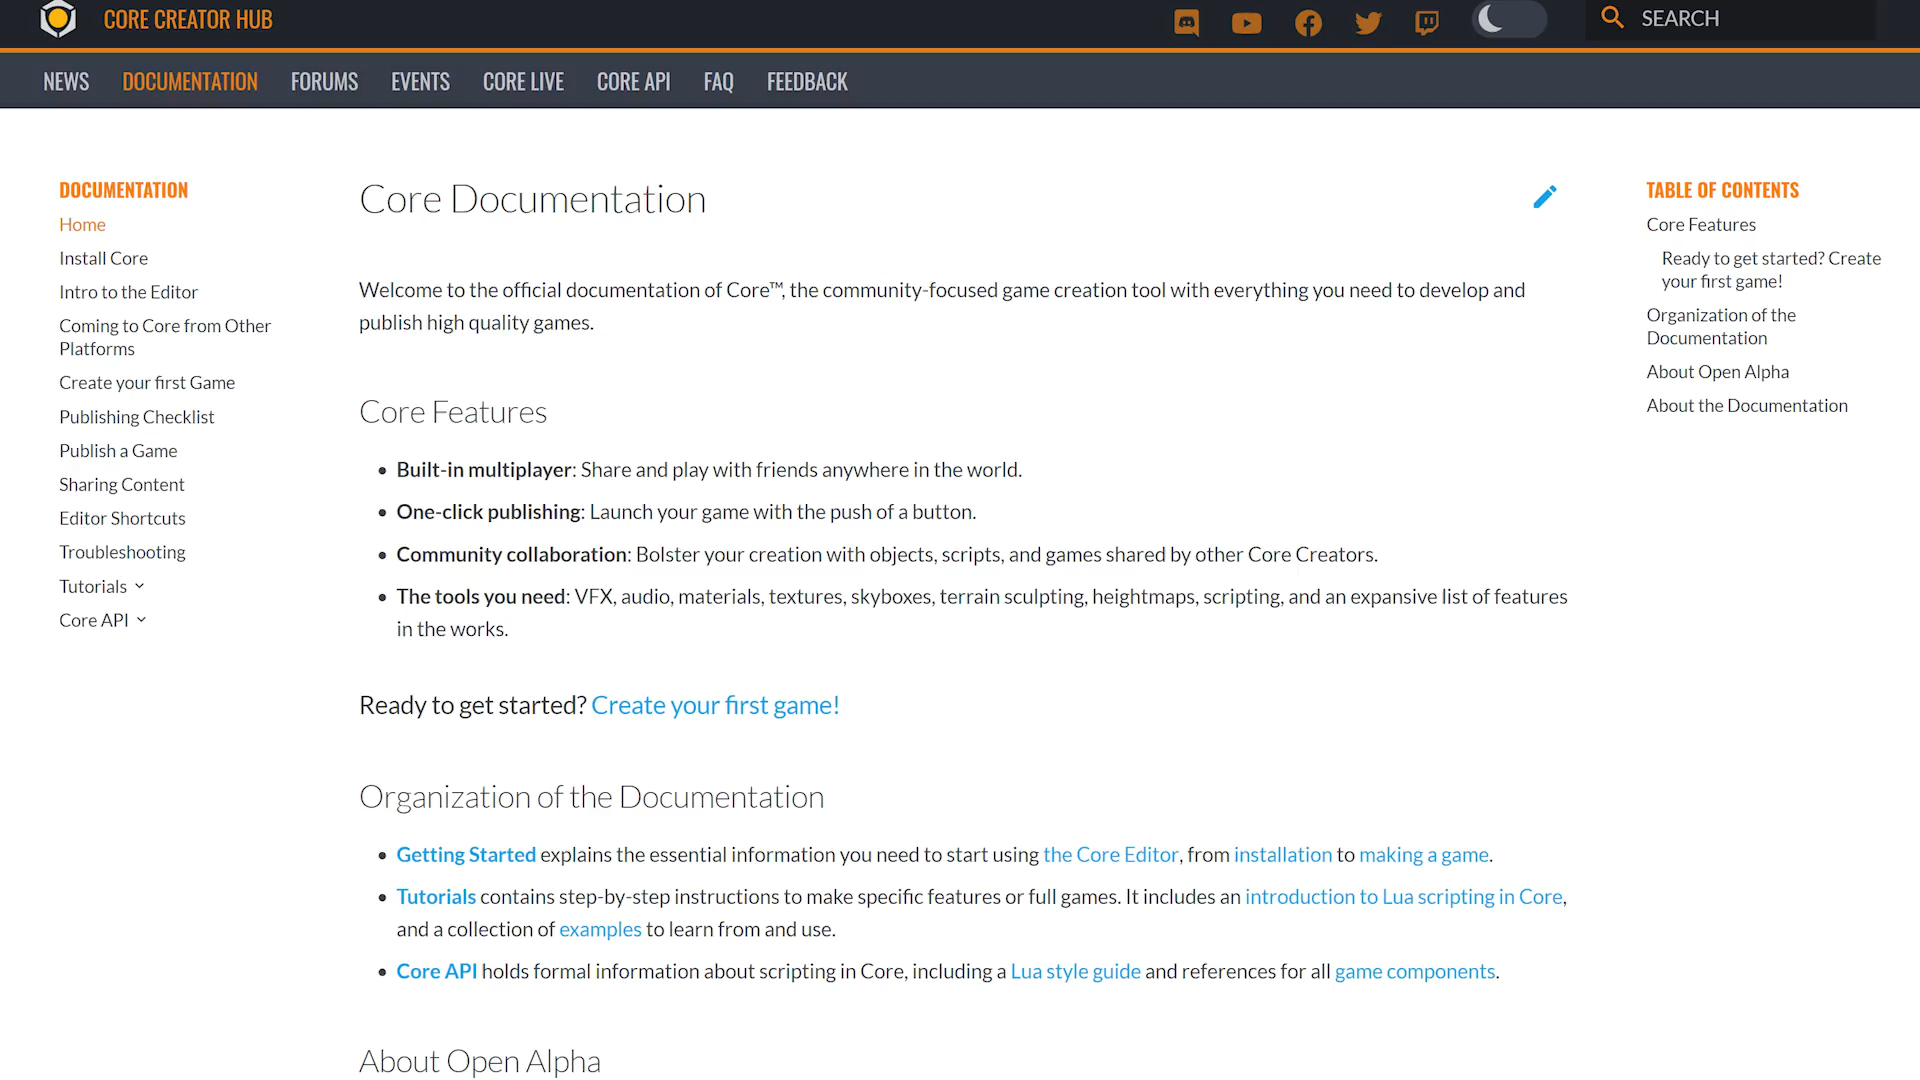 CORE CREATOR HUB
SEARCH
NEWS DOCUMENTATION FORUMS EVENTS CORE LIVE CORE API FAQ FEEDBACK
DOCUMENTATION
Home
Install Core
Intro to the Editor
Coming to Core from Other
Platforms
Create your first Game
Publishing Checklist
Publish a Game
Sharing Content
Editor Shortcuts
Troubleshooting
Tutorials
Core API
Core Documentation
Welcome to the official documentation of Core™, the community-focused game creation tool with everything you need to develop and
publish high quality games.
Core Features
• Built-in multiplayer: Share and play with friends anywhere in the world.
• One-click publishing: Launch your game with the push of a button.
• Community collaboration: Bolster your creation with objects, scripts, and games shared by other Core Creators.
• The tools you need: VFX, audio, materials, textures, skyboxes, terrain sculpting, heightmaps, scripting, and an expansive list of features
in the works.
Ready to get started? Create your first game!
Organization of the Documentation
• Getting Started explains the essential information you need to start using the Core Editor, from installation to making a game.
• Tutorials contains step-by-step instructions to make specific features or full games. It includes an introduction to Lua scripting in Core,
and a collection of examples to learn from and use.
• Core API holds formal information about scripting in Core, including a Lua style guide and references for all game components.
About Open Alpha
TABLE OF CONTENTS
Core Features
Ready to get started? Create
your first game!
Organization of the
Documentation
About Open Alpha
About the Documentation